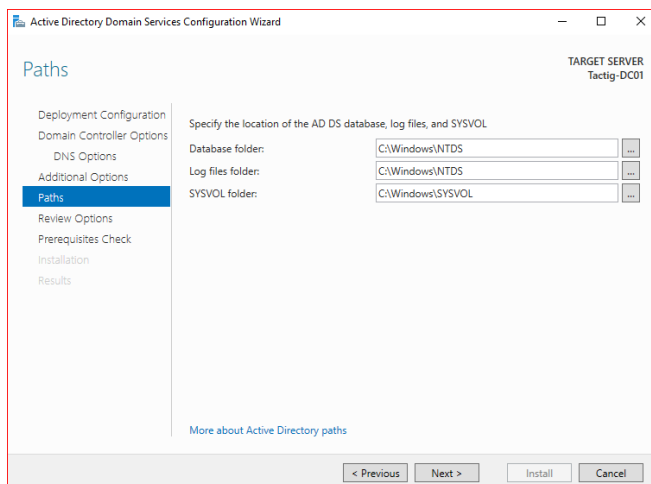 Active Directory Domain Services Configuration Wizard
Paths
TARGET SERVER
Tactig-DC01
Deployment Configuration
Domain Controller Options
DNS Options
Additional Options
Paths
Review Options
Prerequisites Check
Installation
Results
Specify the location of the AD DS database, log files, and SYSVOL
Database folder: C:\Windows\NTDS ...
Log files folder: C:\Windows\NTDS ...
SYSVOL folder: C:\Windows\SYSVOL ...
More about Active Directory paths
< Previous Next > Install Cancel